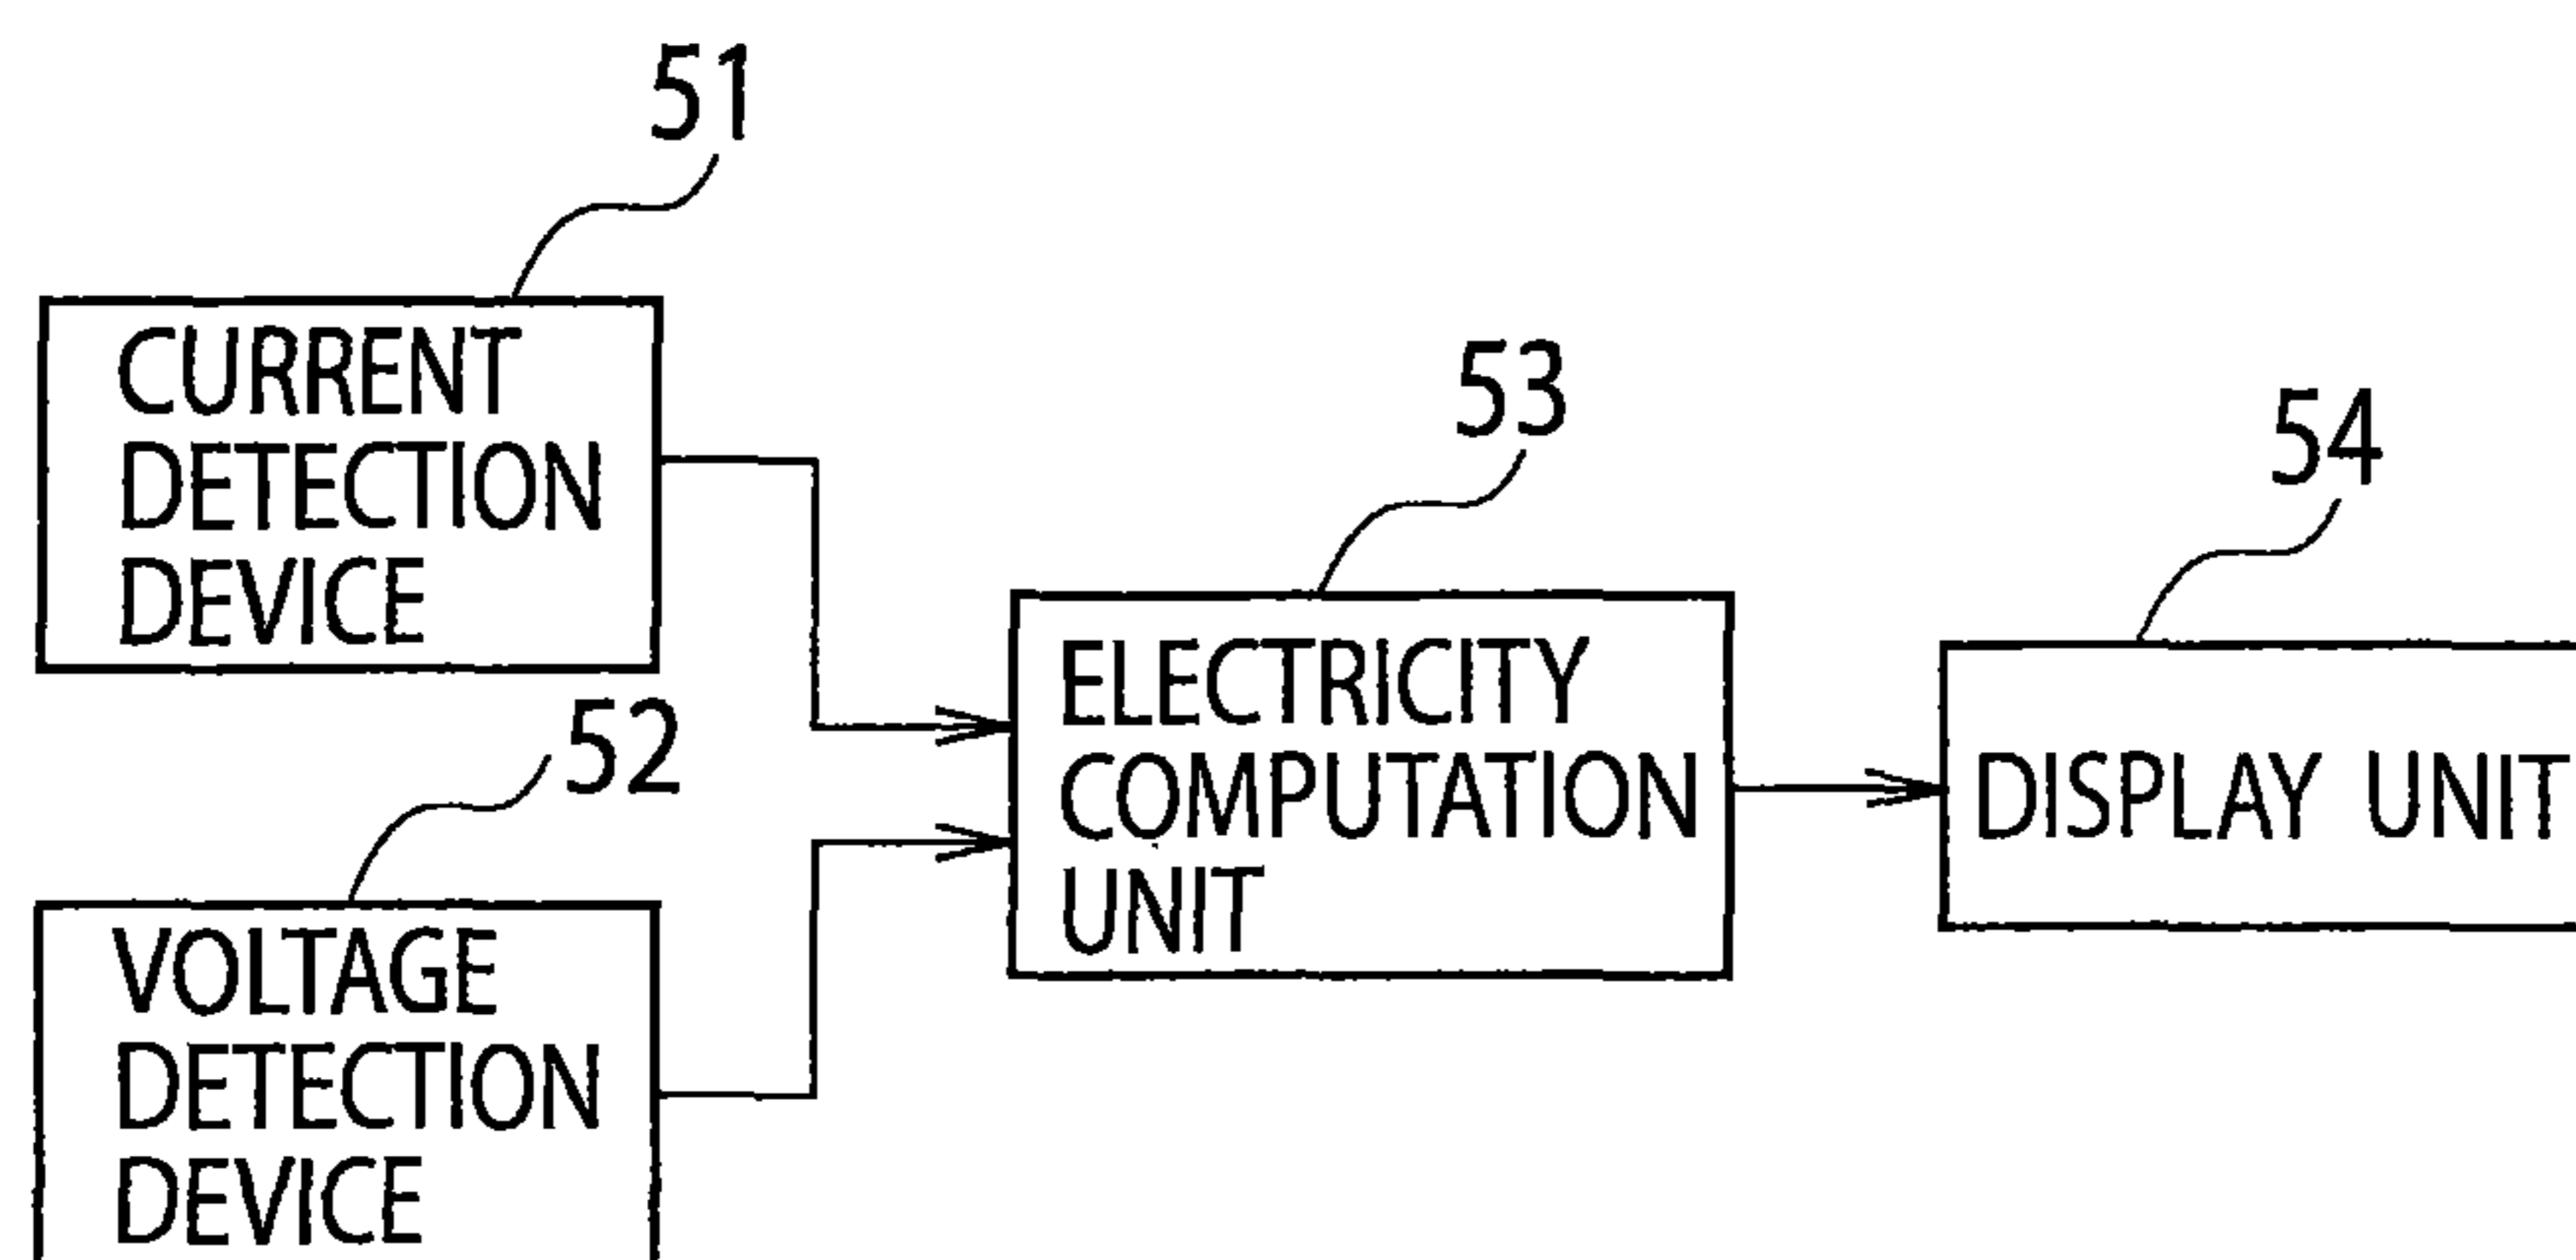 51
CURRENT
DETECTION
DEVICE
52
VOLTAGE
DETECTION
DEVICE
53
ELECTRICITY
COMPUTATION
UNIT
54
DISPLAY UNIT